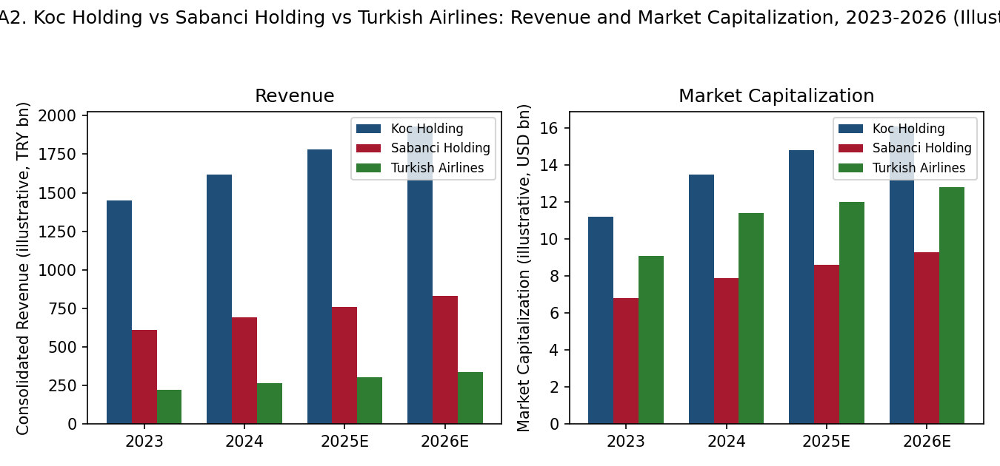 A2. Koc Holding vs Sabanci Holding vs Turkish Airlines: Revenue and Market Capitalization, 2023-2026 (Illust
Revenue
Consolidated Revenue (illustrative, TRY bn)
2000
1750
1500
1250
1000
750
500
250
0
Koc Holding
Sabanci Holding
Turkish Airlines
2023
2024
2025E
2026E
Market Capitalization
Market Capitalization (illustrative, USD bn)
16
14
12
10
8
6
4
2
0
Koc Holding
Sabanci Holding
Turkish Airlines
2023
2024
2025E
2026E